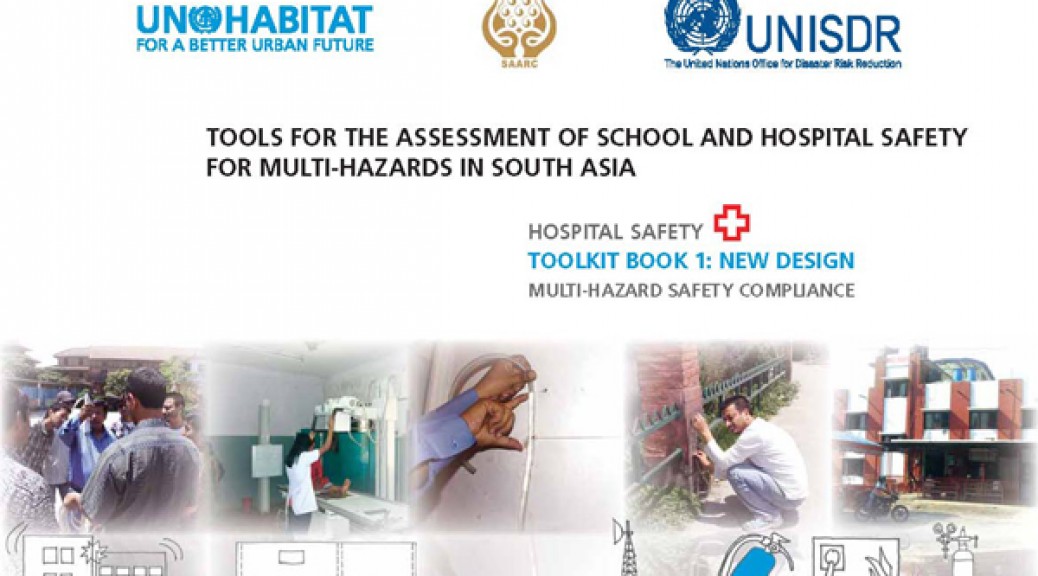 UN HABITAT
FOR A BETTER URBAN FUTURE
SAARC
UNISDR
The United Nations Office for Disaster Risk Reduction
TOOLS FOR THE ASSESSMENT OF SCHOOL AND HOSPITAL SAFETY
FOR MULTI-HAZARDS IN SOUTH ASIA
HOSPITAL SAFETY
TOOLKIT BOOK 1: NEW DESIGN
MULTI-HAZARD SAFETY COMPLIANCE